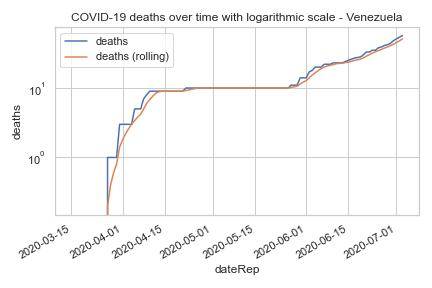 COVID-19 deaths over time with logarithmic scale - Venezuela
deaths
deaths (rolling)
10¹
10⁰
deaths
2020-03-15
2020-04-01
2020-04-15
2020-05-01
2020-05-15
2020-06-01
2020-06-15
2020-07-01
dateRep